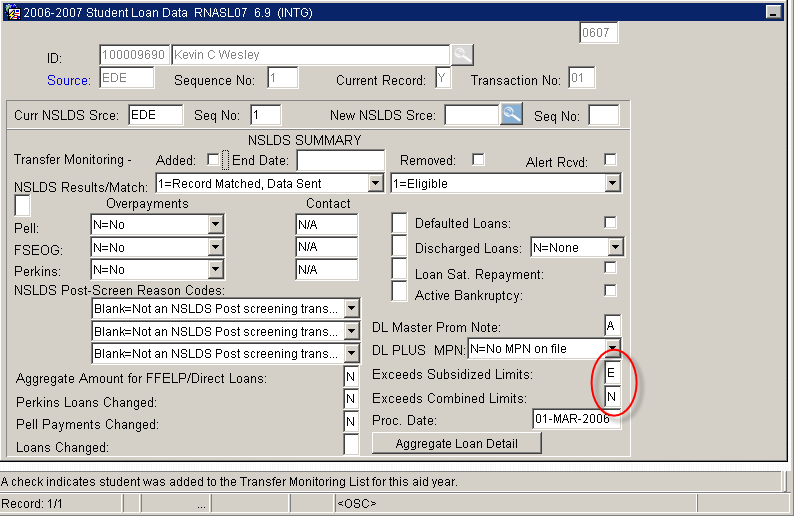 2006-2007 Student Loan Data RNASL07 6.9 (INTG)
0607
ID: 100009690 Kevin C Wesley
Source: EDE Sequence No: 1 Current Record: Y Transaction No: 01
Curr NSLDS Srce: EDE Seq No: 1 New NSLDS Srce: Seq No:
NSLDS SUMMARY
Transfer Monitoring - Added: End Date: Removed: Alert Rcvd:
NSLDS Results/Match: 1=Record Matched, Data Sent 1=Eligible
Overpayments Contact
Pell: N=No N/A Defaulted Loans:
FSEOG: N=No N/A Discharged Loans: N=None
Perkins: N=No N/A Loan Sat. Repayment:
NSLDS Post-Screen Reason Codes: Active Bankruptcy:
Blank=Not an NSLDS Post screening trans...
Blank=Not an NSLDS Post screening trans... DL Master Prom Note: A
Blank=Not an NSLDS Post screening trans... DL PLUS MPN: N=No MPN on file
Aggregate Amount for FFELP/Direct Loans: N Exceeds Subsidized Limits: E
Perkins Loans Changed: N Exceeds Combined Limits: N
Pell Payments Changed: N Proc. Date: 01-MAR-2006
Loans Changed: Aggregate Loan Detail
A check indicates student was added to the Transfer Monitoring List for this aid year.
Record: 1/1 ... <OSC>